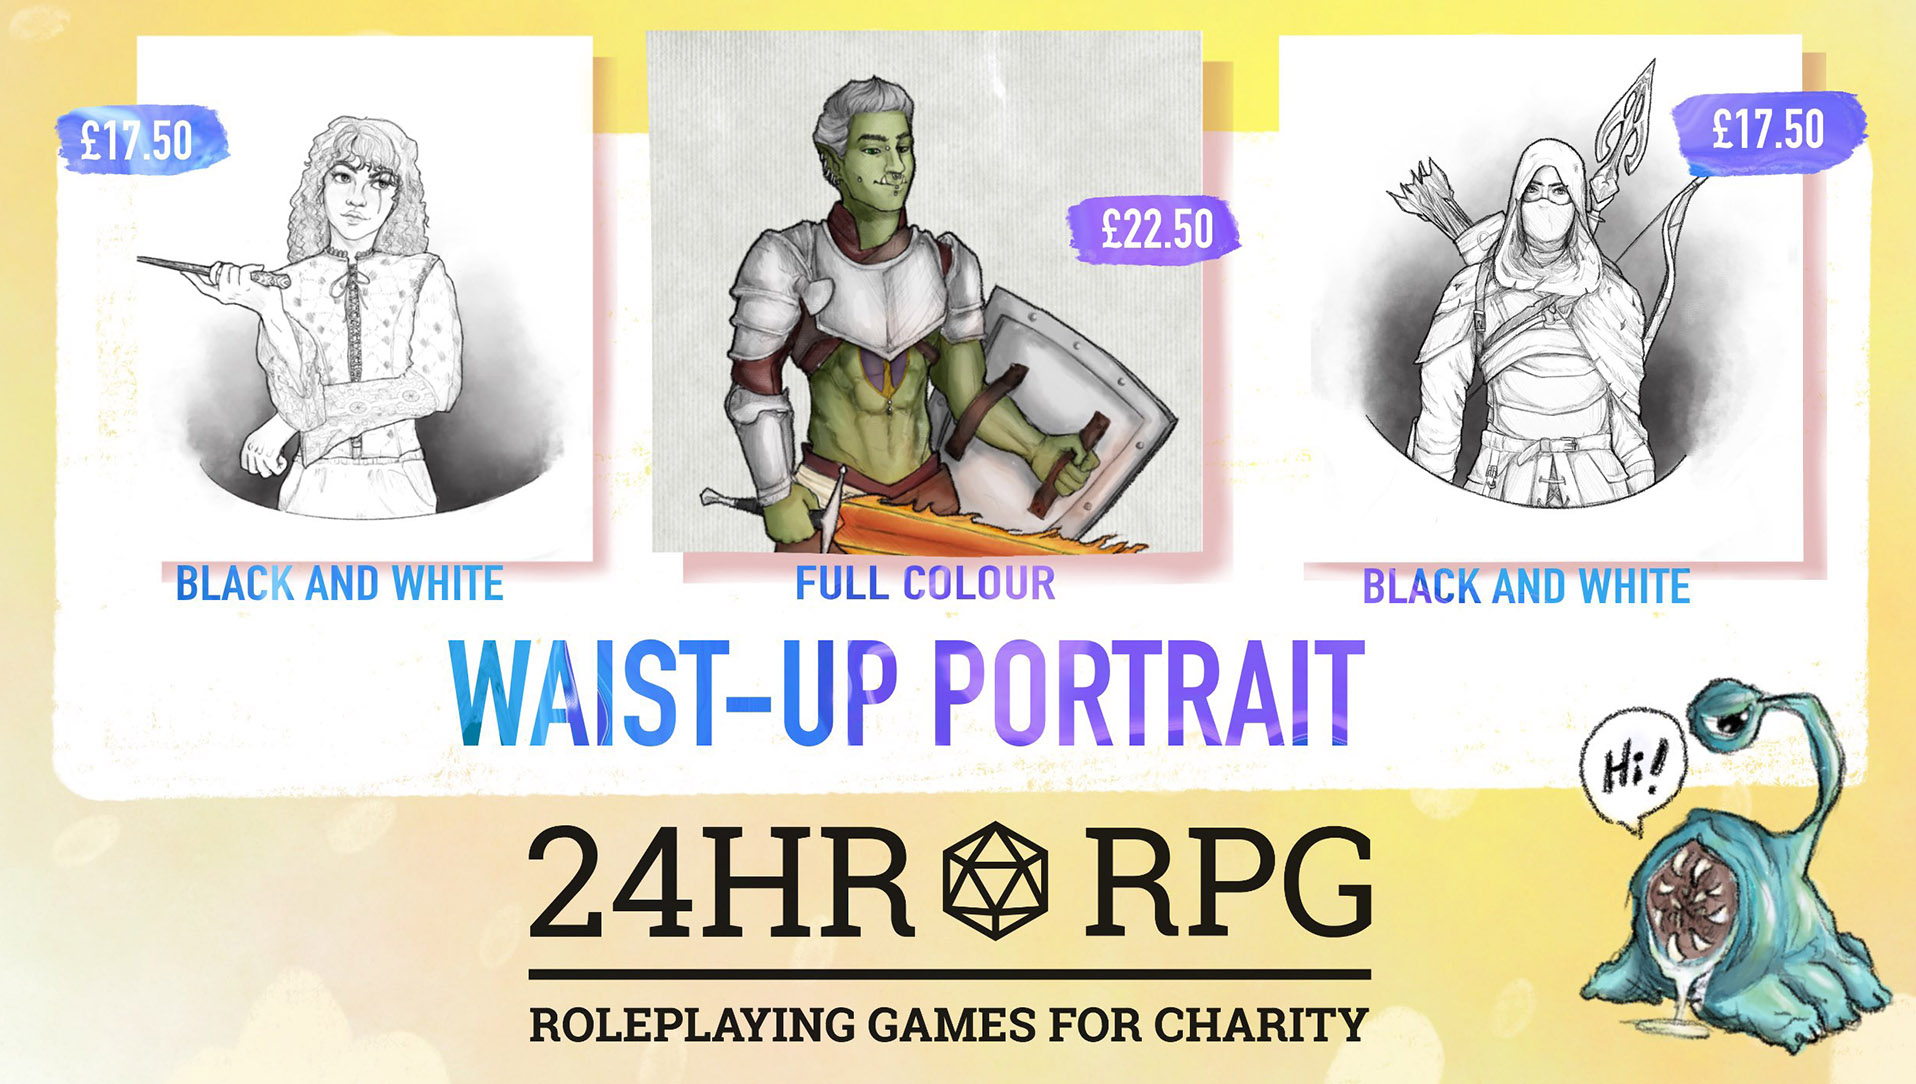 £17.50
£22.50
£17.50
BLACK AND WHITE
FULL COLOUR
BLACK AND WHITE
WAIST-UP PORTRAIT
Hi!
24HR RPG
ROLEPLAYING GAMES FOR CHARITY